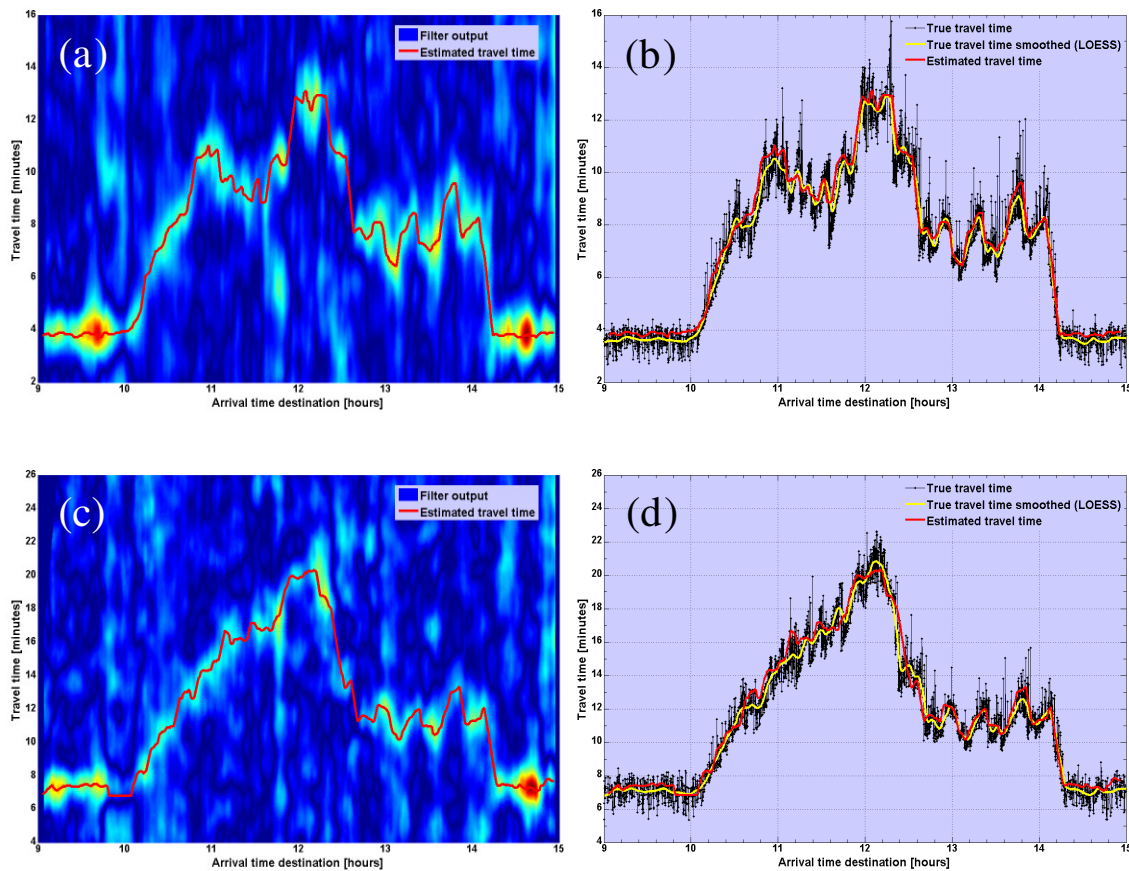 (a)
Filter output
Estimated travel time
Travel time [minutes]
16
14
12
10
8
6
4
2
9 10 11 12 13 14 15
Arrival time destination [hours]
(b)
True travel time
True travel time smoothed (LOESS)
Estimated travel time
Travel time [minutes]
16
14
12
10
8
6
4
2
9 10 11 12 13 14 15
Arrival time destination [hours]
(c)
Filter output
Estimated travel time
Travel time [minutes]
26
24
22
20
18
16
14
12
10
8
6
4
9 10 11 12 13 14 15
Arrival time destination [hours]
(d)
True travel time
True travel time smoothed (LOESS)
Estimated travel time
Travel time [minutes]
26
24
22
20
18
16
14
12
10
8
6
4
9 10 11 12 13 14 15
Arrival time destination [hours]